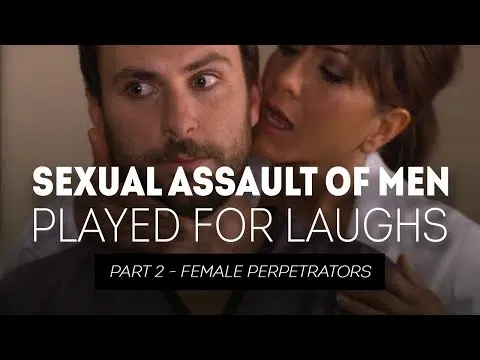 SEXUAL ASSAULT OF MEN
PLAYED FOR LAUGHS
PART 2 - FEMALE PERPETRATORS